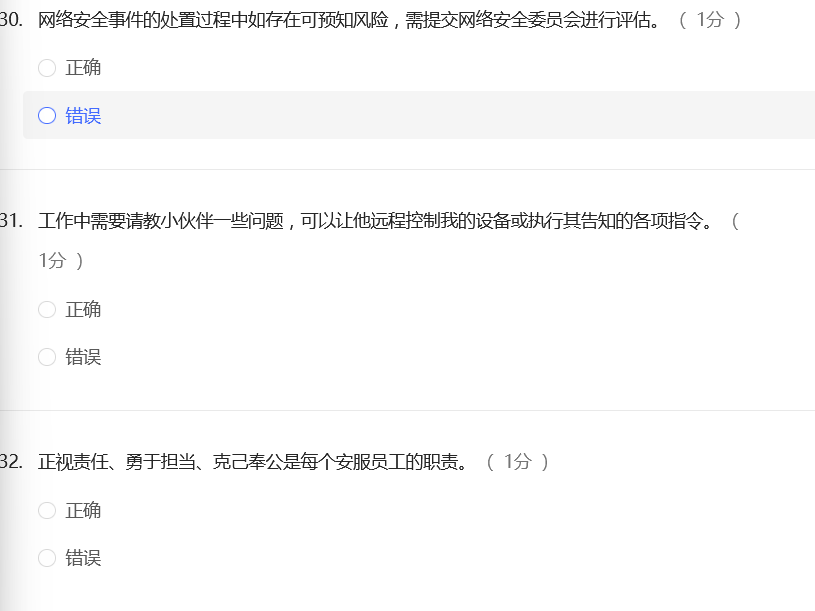 30. 网络安全事件的处置过程中如存在可预知风险，需提交网络安全委员会进行评估。（ 1分 ）
正确
错误
31. 工作中需要请教小伙伴一些问题，可以让他远程控制我的设备或执行其告知的各项指令。（
1分 ）
正确
错误
32. 正视责任、勇于担当、克己奉公是每个安服员工的职责。（ 1分 ）
正确
错误